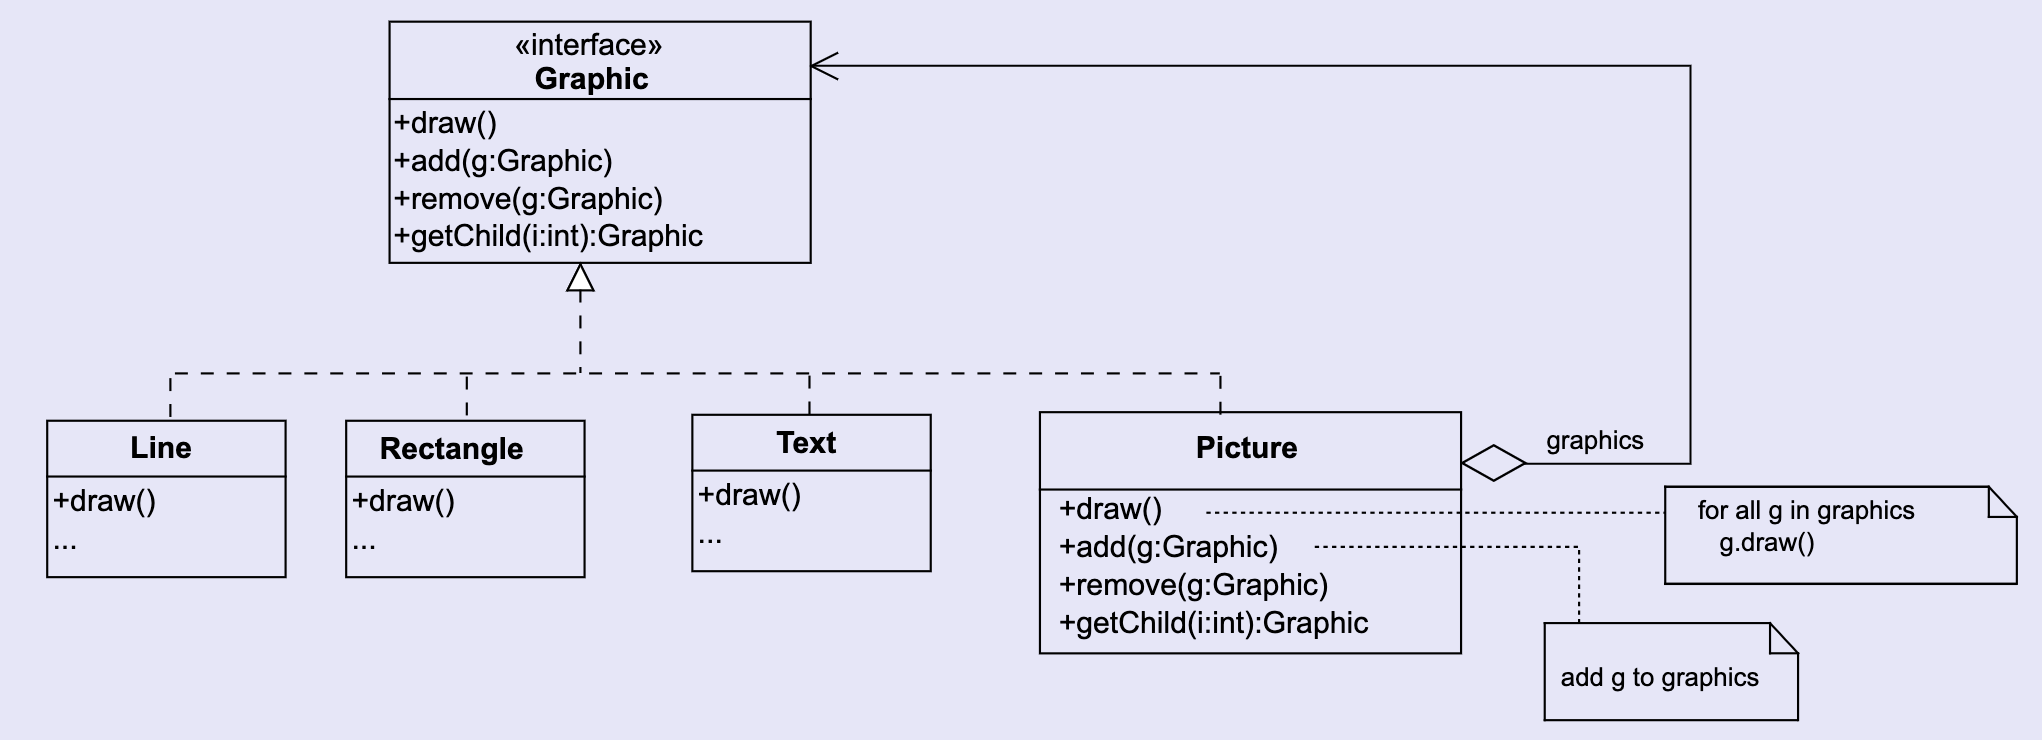 «interface»
Graphic
+draw()
+add(g:Graphic)
+remove(g:Graphic)
+getChild(i:int):Graphic
Line
+draw()
...
Rectangle
+draw()
...
Text
+draw()
...
Picture
+draw()
+add(g:Graphic)
+remove(g:Graphic)
+getChild(i:int):Graphic
graphics
for all g in graphics
g.draw()
add g to graphics